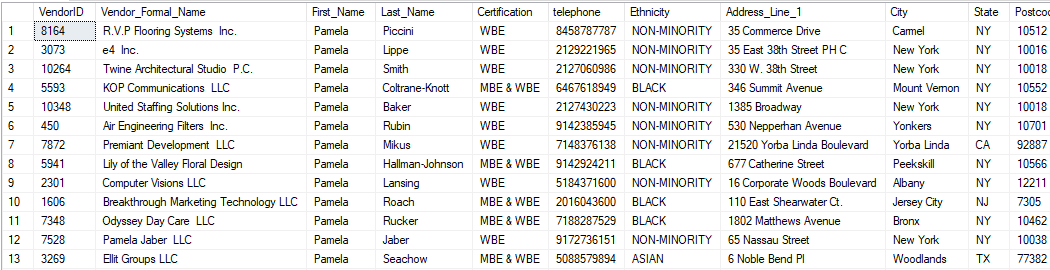 VendorID Vendor_Formal_Name First_Name Last_Name Certification telephone Ethnicity Address_Line_1 City State Postcod
1 8164 R.V.P Flooring Systems Inc. Pamela Piccini WBE 8458787787 NON-MINORITY 35 Commerce Drive Carmel NY 10512
2 3073 e4 Inc. Pamela Lippe WBE 2129221965 NON-MINORITY 35 East 38th Street PH C New York NY 10016
3 10264 Twine Architectural Studio P.C. Pamela Smith WBE 2127060986 NON-MINORITY 330 W. 38th Street New York NY 10018
4 5593 KOP Communications LLC Pamela Coltrane-Knott MBE & WBE 6467618949 BLACK 346 Summit Avenue Mount Vernon NY 10552
5 10348 United Staffing Solutions Inc. Pamela Baker WBE 2127430223 NON-MINORITY 1385 Broadway New York NY 10018
6 450 Air Engineering Filters Inc. Pamela Rubin WBE 9142385945 NON-MINORITY 530 Nepperhan Avenue Yonkers NY 10701
7 7872 Premiant Development LLC Pamela Mikus WBE 7148376138 NON-MINORITY 21520 Yorba Linda Boulevard Yorba Linda CA 92887
8 5941 Lily of the Valley Floral Design Pamela Hallman-Johnson MBE & WBE 9142924211 BLACK 677 Catherine Street Peekskill NY 10566
9 2301 Computer Visions LLC Pamela Lansing WBE 5184371600 NON-MINORITY 16 Corporate Woods Boulevard Albany NY 12211
10 1606 Breakthrough Marketing Technology LLC Pamela Roach MBE & WBE 2016043600 BLACK 110 East Shearwater Ct. Jersey City NJ 7305
11 7348 Odyssey Day Care LLC Pamela Rucker MBE & WBE 7188287529 BLACK 1802 Matthews Avenue Bronx NY 10462
12 7528 Pamela Jaber LLC Pamela Jaber WBE 9172736151 NON-MINORITY 65 Nassau Street New York NY 10038
13 3269 Ellit Groups LLC Pamela Seachow MBE & WBE 5088579894 ASIAN 6 Noble Bend Pl Woodlands TX 77382